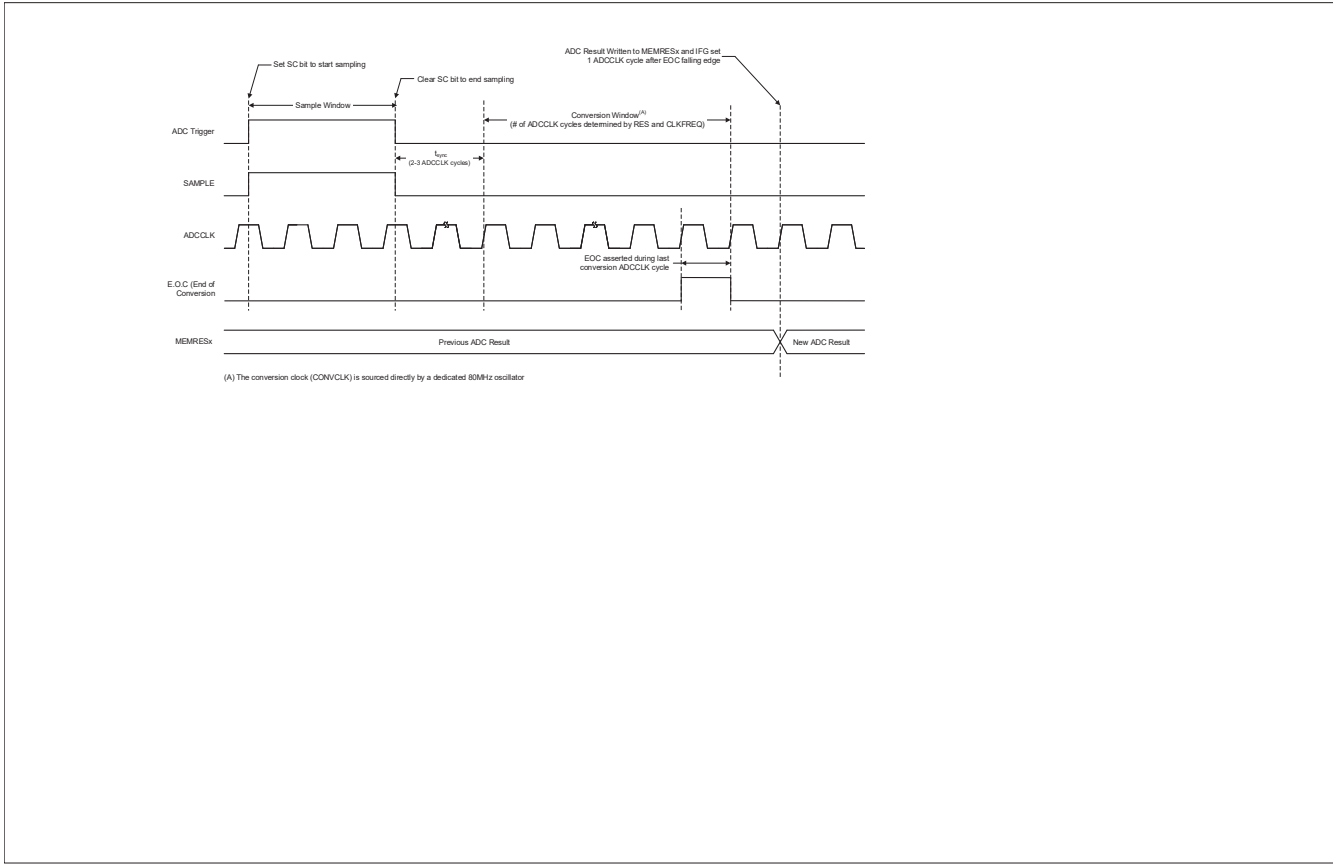 ADC Result Written to MEMRESx and IFG set
1 ADCCLK cycle after EOC falling edge
Set SC bit to start sampling
Clear SC bit to end sampling
Sample Window
Conversion Window(A)
(# of ADCCLK cycles determined by RES and CLKFREQ)
ADC Trigger
tsync
(2-3 ADCCLK cycles)
SAMPLE
ADCCLK
EOC asserted during last
conversion ADCCLK cycle
E.O.C (End of
Conversion
MEMRESx
Previous ADC Result
New ADC Result
(A) The conversion clock (CONVCLK) is sourced directly by a dedicated 80MHz oscillator